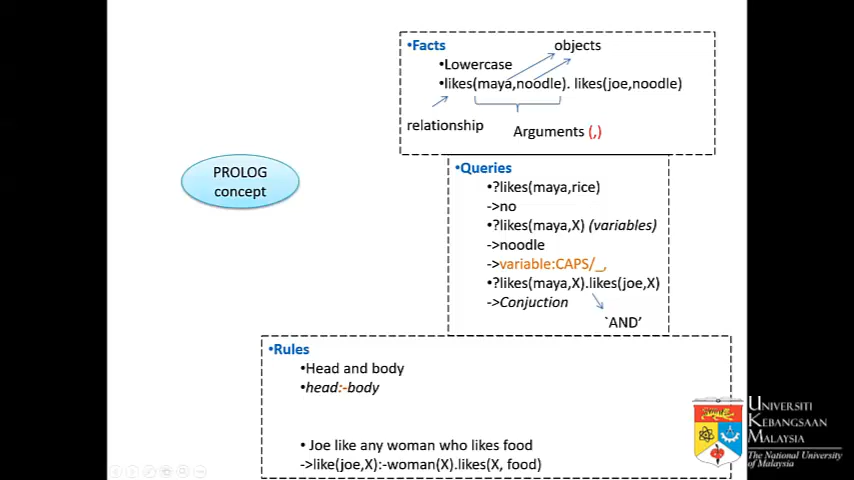 •Facts
objects
•Lowercase
•likes(maya,noodle). likes(joe,noodle)
relationship
Arguments (,)
PROLOG
concept
•Queries
•?likes(maya,rice)
->no
•?likes(maya,X) (variables)
->noodle
->variable:CAPS/_,
•?likes(maya,X).likes(joe,X)
->Conjuction
`AND’
•Rules
•Head and body
•head:-body
• Joe like any woman who likes food
->like(joe,X):-woman(X).likes(X, food)
UNIVERSITI
KEBANGSAAN
MALAYSIA
The National University
of Malaysia